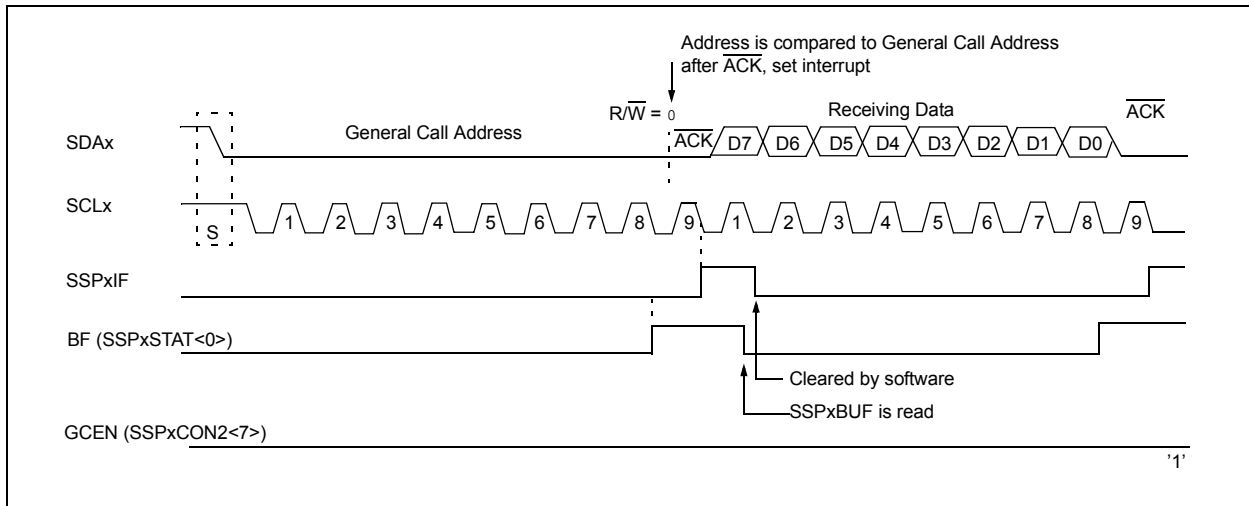 Address is compared to General Call Address
after ACK, set interrupt
R/W = 0
General Call Address
Receiving Data
ACK
SDAx
ACK
D7 D6 D5 D4 D3 D2 D1 D0
SCLx
S
1 2 3 4 5 6 7 8 9 1 2 3 4 5 6 7 8 9
SSPxIF
BF (SSPxSTAT<0>)
Cleared by software
SSPxBUF is read
GCEN (SSPxCON2<7>)
'1'